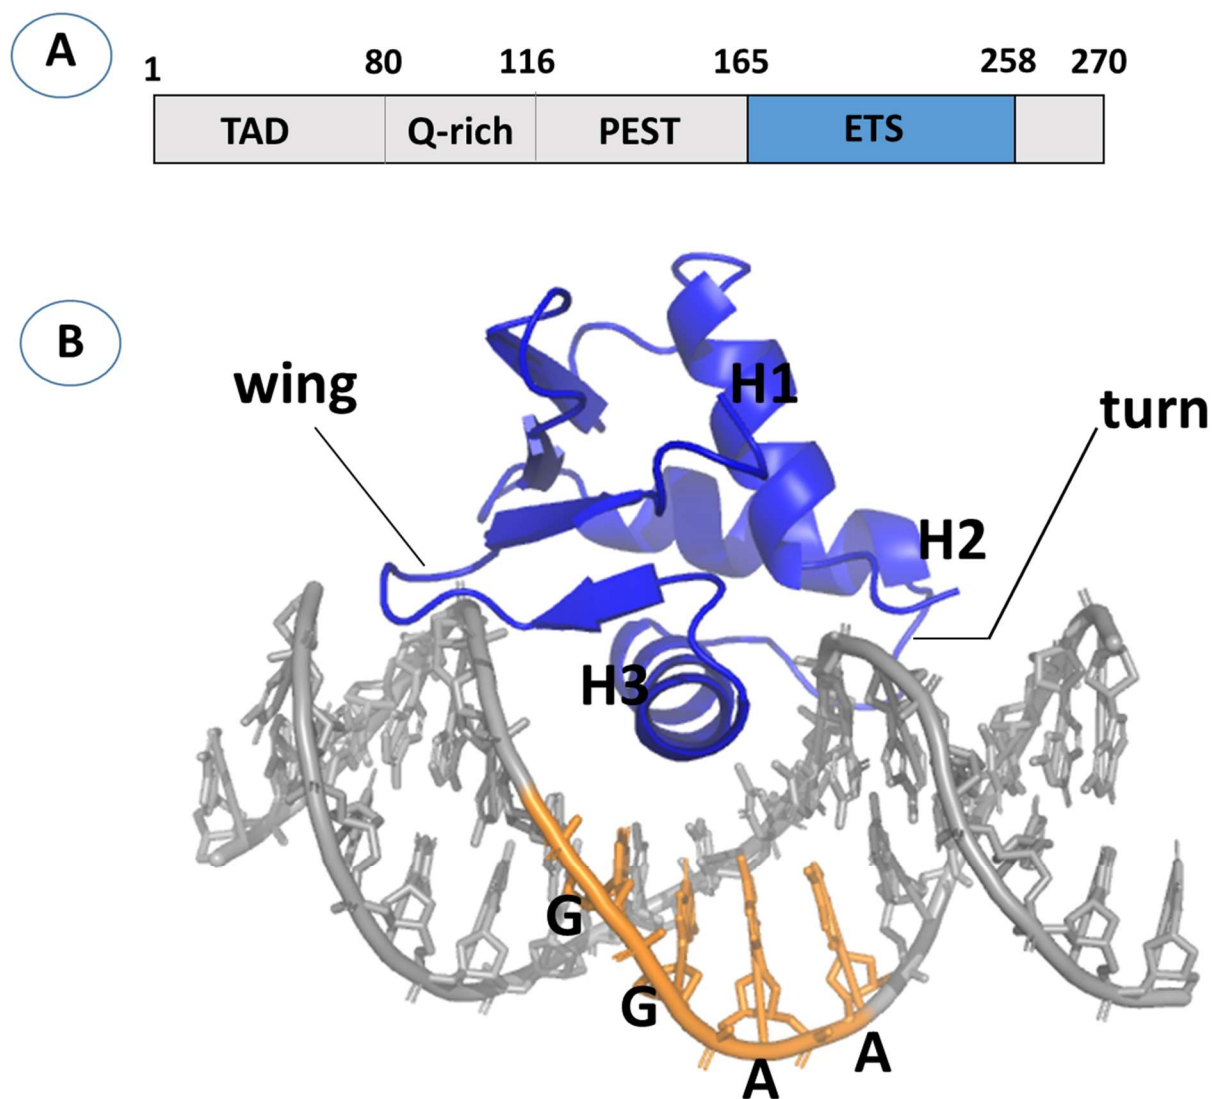 A
1 80 116 165 258 270
TAD Q-rich PEST ETS
B
wing
H1
turn
H2
H3
G
G
A
A